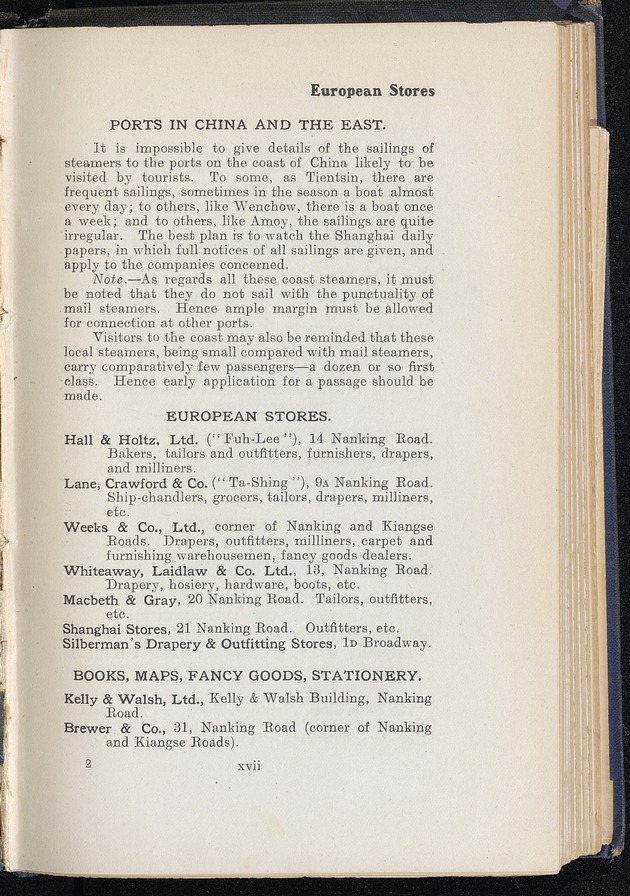 European Stores
PORTS IN CHINA AND THE EAST.
It is impossible to give details of the sailings of
steamers to the ports on the coast of China likely to be
visited by tourists. To some, as Tientsin, there are
frequent sailings, sometimes in the season a boat almost
every day; to others, like Wenchow, there is a boat once
a week; and to others, like Amoy, the sailings are quite
irregular. The best plan is to watch the Shanghai daily
papers, in which full notices of all sailings are given, and
apply to the companies concerned.
Note.—As regards all these coast steamers, it must
be noted that they do not sail with the punctuality of
mail steamers. Hence ample margin must be allowed
for connection at other ports.
Visitors to the coast may also be reminded that these
local steamers, being small compared with mail steamers,
carry comparatively few passengers—a dozen or so first
class. Hence early application for a passage should be
made.
EUROPEAN STORES.
Hall & Holtz, Ltd. ("Fuh-Lee"), 14 Nanking Road.
Bakers, tailors and outfitters, furnishers, drapers,
and milliners.
Lane, Crawford & Co. ("Ta-Shing"), 9A Nanking Road.
Ship-chandlers, grocers, tailors, drapers, milliners,
etc.
Weeks & Co., Ltd., corner of Nanking and Kiangse
Roads. Drapers, outfitters, milliners, carpet and
furnishing warehousemen, fancy goods dealers.
Whiteaway, Laidlaw & Co. Ltd., 13, Nanking Road.
Drapery, hosiery, hardware, boots, etc.
Macbeth & Gray, 20 Nanking Road. Tailors, outfitters,
etc.
Shanghai Stores, 21 Nanking Road. Outfitters, etc.
Silberman's Drapery & Outfitting Stores, 1D Broadway.
BOOKS, MAPS, FANCY GOODS, STATIONERY.
Kelly & Walsh, Ltd., Kelly & Walsh Building, Nanking
Road.
Brewer & Co., 31, Nanking Road (corner of Nanking
and Kiangse Roads).
2 xvii